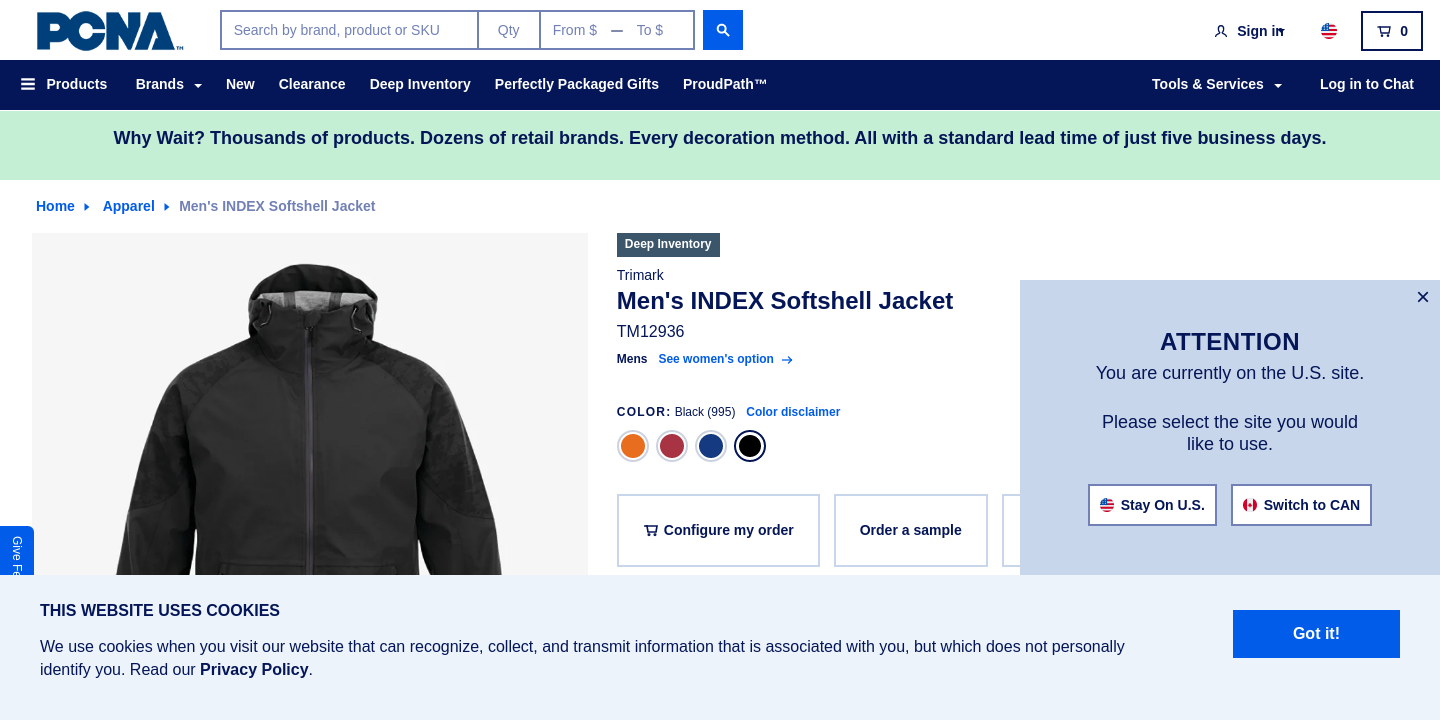 PCNA™
Search by brand, product or SKU
Qty
From $ — To $
Sign in
0
Products
Brands
New
Clearance
Deep Inventory
Perfectly Packaged Gifts
ProudPath™
Tools & Services
Log in to Chat
Why Wait? Thousands of products. Dozens of retail brands. Every decoration method. All with a standard lead time of just five business days.
Home
Apparel
Men's INDEX Softshell Jacket
Deep Inventory
Trimark
Men's INDEX Softshell Jacket
TM12936
Mens See women's option
COLOR: Black (995) Color disclaimer
Configure my order
Order a sample
×
ATTENTION
You are currently on the U.S. site.
Please select the site you would
like to use.
Stay On U.S.
Switch to CAN
Give
THIS WEBSITE USES COOKIES
We use cookies when you visit our website that can recognize, collect, and transmit information that is associated with you, but which does not personally
identify you. Read our Privacy Policy.
Got it!